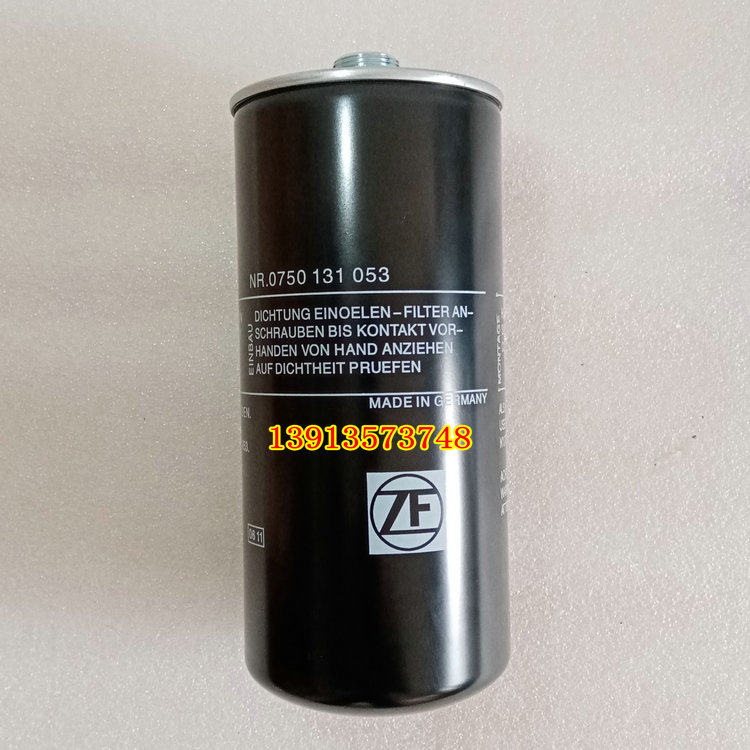 NR.0750 131 053
EINBAU
DICHTUNG EINOELEN–FILTER AN-
SCHRAUBEN BIS KONTAKT VOR-
HANDEN VON HAND ANZIEHEN
AUF DICHTHEIT PRUEFEN
MADE IN GERMANY
MONTAGE
13913573748
ZF
06 11